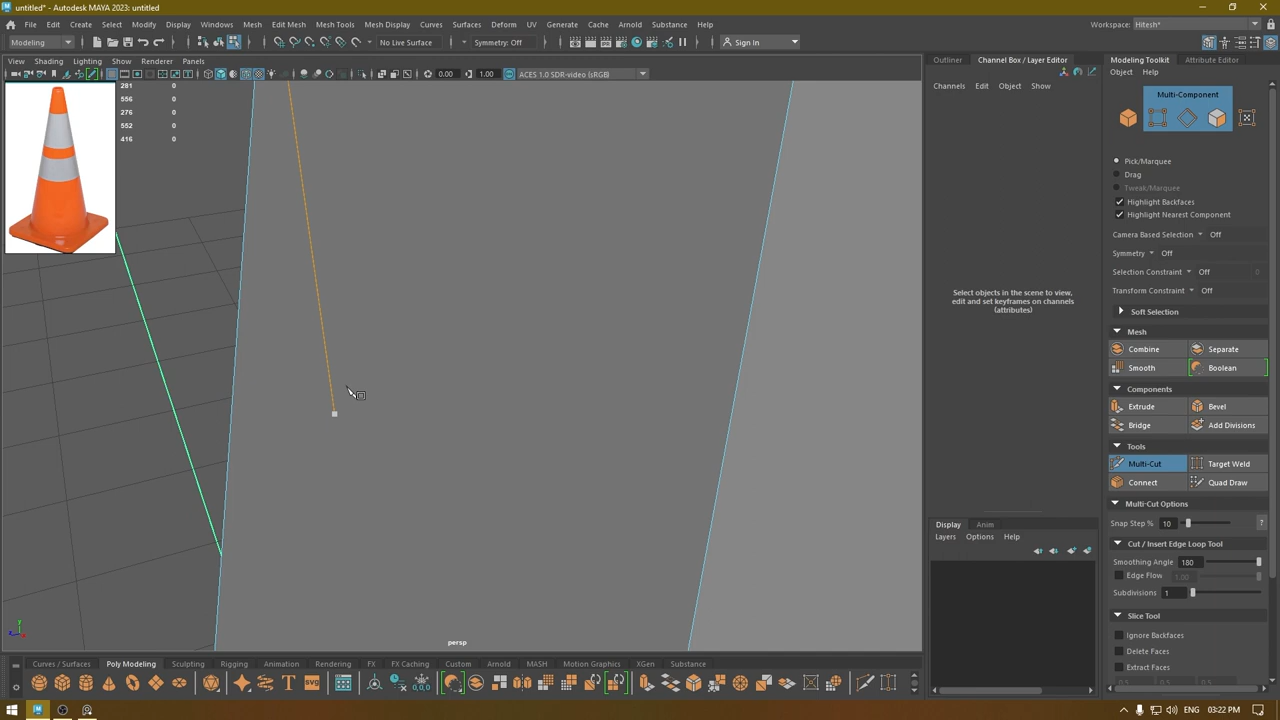 untitled* - Autodesk MAYA 2023: untitled
File Edit Create Select Modify Display Windows Mesh Edit Mesh Mesh Tools Mesh Display Curves Surfaces Deform UV Generate Cache Arnold Substance Help
Workspace: Hitesh*
Modeling
No Live Surface
Symmetry: Off
Sign In
View Shading Lighting Show Renderer Panels
0.00
1.00
ACES 1.0 SDR-video (sRGB)
281 0
556 0
276 0
552 0
416 0
persp
Outliner
Channel Box / Layer Editor
Channels Edit Object Show
Select objects in the scene to view,
edit and set keyframes on channels
(attributes)
Display Anim
Layers Options Help
Modeling Toolkit
Attribute Editor
Object Help
Multi-Component
Pick/Marquee
Drag
Tweak/Marquee
Highlight Backfaces
Highlight Nearest Component
Camera Based Selection Off
Symmetry Off
Selection Constraint Off
Transform Constraint Off
Soft Selection
Mesh
Combine Separate
Smooth Boolean
Components
Extrude Bevel
Bridge Add Divisions
Tools
Multi-Cut Target Weld
Connect Quad Draw
Multi-Cut Options
Snap Step % 10 ?
Cut / Insert Edge Loop Tool
Smoothing Angle 180
Edge Flow 1.00
Subdivisions 1
Slice Tool
Ignore Backfaces
Delete Faces
Extract Faces
Curves / Surfaces Poly Modeling Sculpting Rigging Animation Rendering FX FX Caching Custom Arnold MASH Motion Graphics XGen Substance
SVG
0,0,0
ENG 03:22 PM